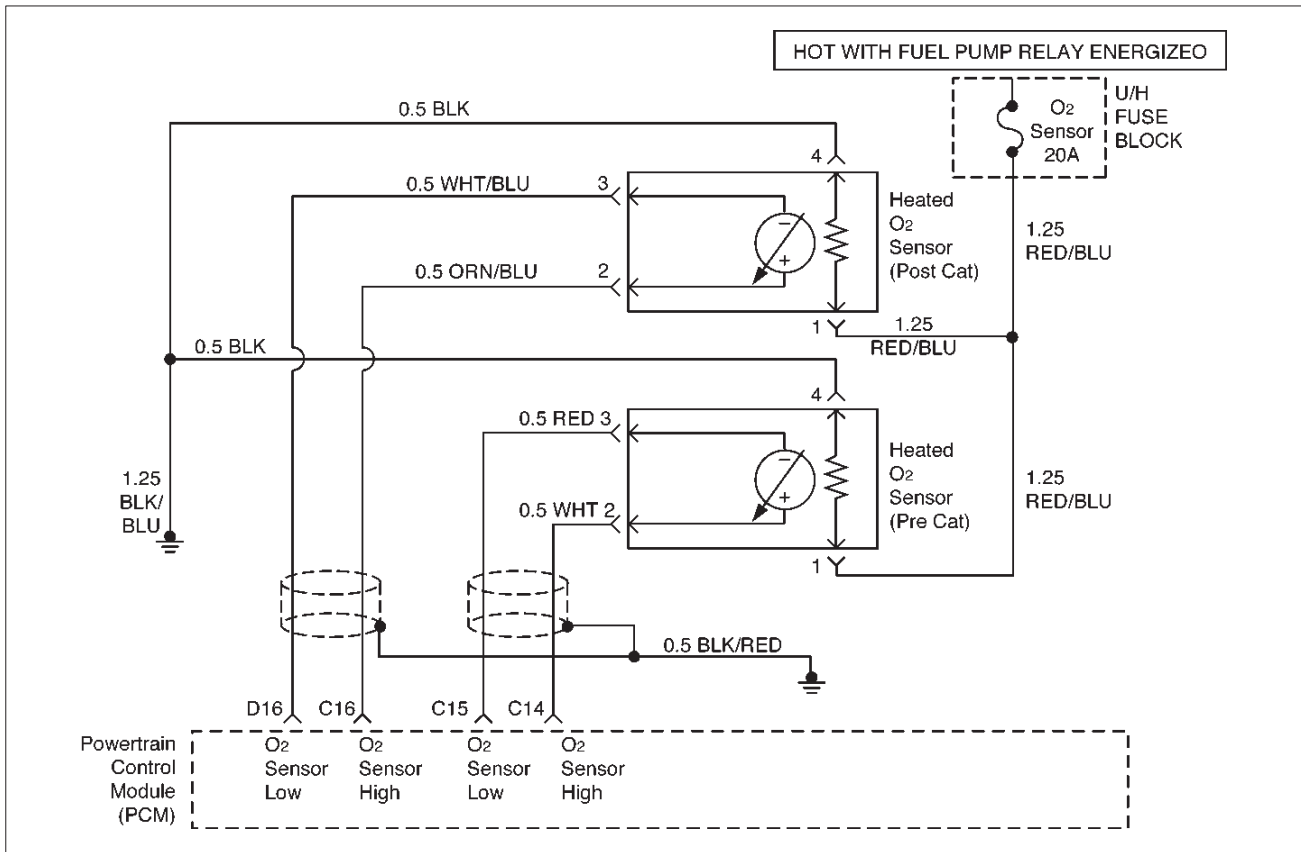 HOT WITH FUEL PUMP RELAY ENERGIZEO
O2
Sensor
20A
U/H
FUSE
BLOCK
0.5 BLK
4
0.5 WHT/BLU
3
Heated
O2
Sensor
(Post Cat)
1.25
RED/BLU
−
+
0.5 ORN/BLU
2
1
1.25
RED/BLU
0.5 BLK
4
0.5 RED 3
Heated
O2
Sensor
(Pre Cat)
1.25
RED/BLU
−
+
1.25
BLK/
BLU
0.5 WHT 2
1
0.5 BLK/RED
D16
C16
C15
C14
Powertrain
Control
Module
(PCM)
O2
Sensor
Low
O2
Sensor
High
O2
Sensor
Low
O2
Sensor
High